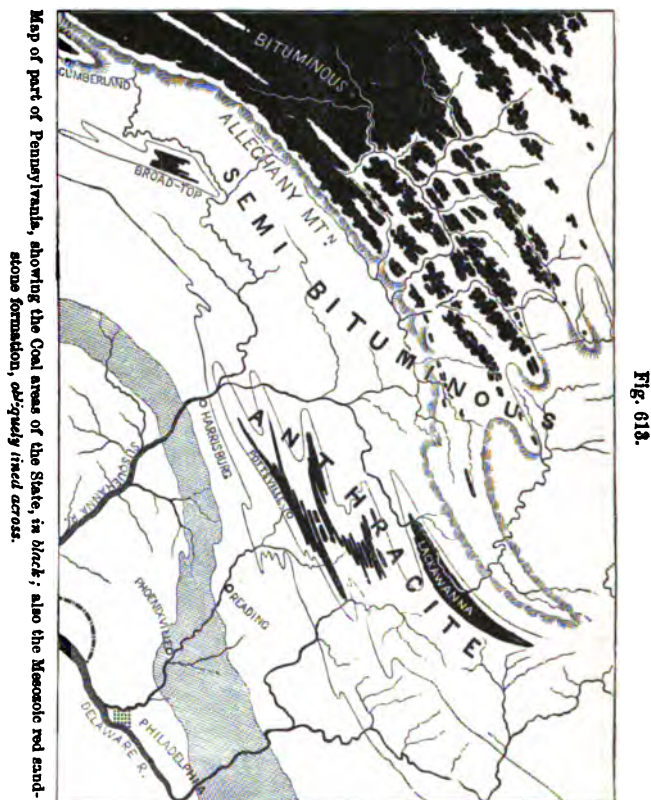 Fig. 613.
BITUMINOUS
CUMBERLAND
ALLEGHANY MT.N
BROAD-TOP
SEMI BITUMINOUS
ANTHRACITE
HARRISBURG
POTTSVILLE
LACKAWANNA
SUSQUEHANNA R.
READING
PHOENIXVILLE
PHILADELPHIA
DELAWARE R.
Map of part of Pennsylvania, showing the Coal areas of the State, in black; also the Mesozoic red sand-
stone formation, obliquely lined across.